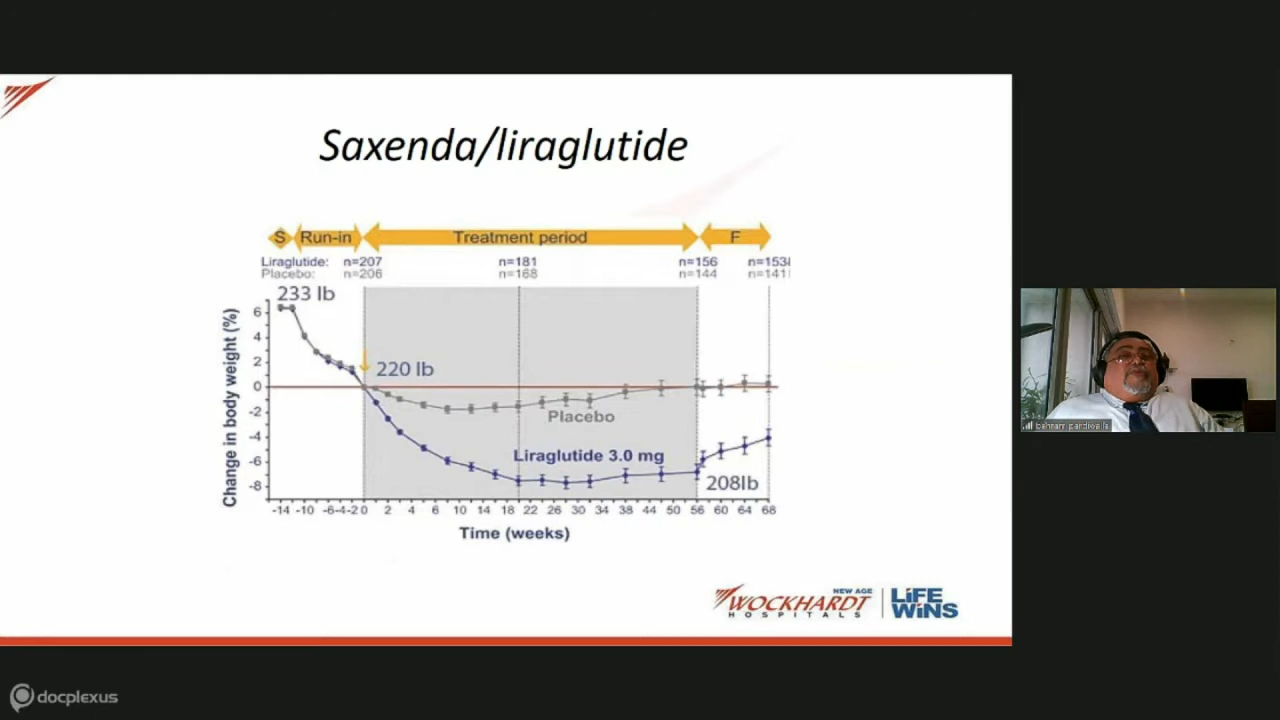 Saxenda/liraglutide
S Run-in Treatment period F
Liraglutide: n=207 n=181 n=156 n=153
Placebo: n=206 n=168 n=144 n=141
233 lb
220 lb
Placebo
Liraglutide 3.0 mg
208lb
Change in body weight (%)
6
4
2
0
-2
-4
-6
-8
-14 -10 -6 -4 -2 0 2 4 6 10 14 18 22 26 30 34 38 44 50 56 60 64 68
Time (weeks)
NEW AGE
WOCKHARDT
HOSPITALS
LiFE
WiNS
bahram pardiwalla
docplexus